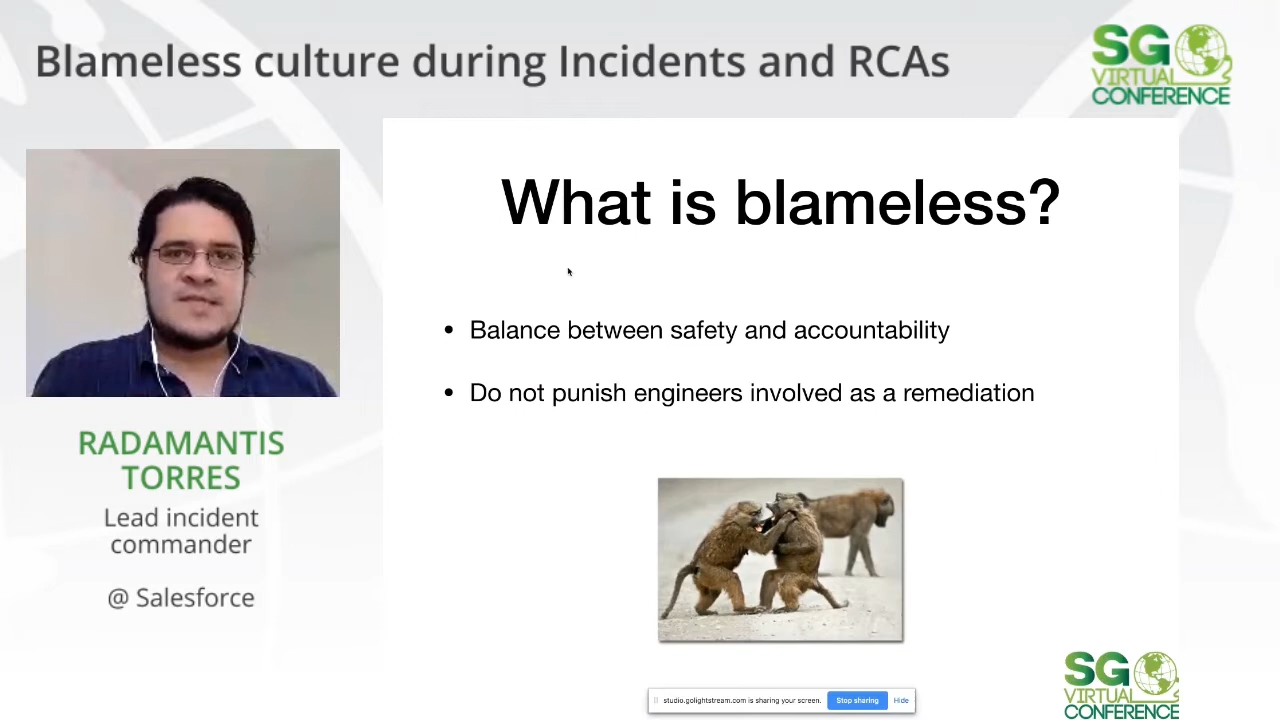 Blameless culture during Incidents and RCAs
SG
VIRTUAL
CONFERENCE
What is blameless?
• Balance between safety and accountability
• Do not punish engineers involved as a remediation
RADAMANTIS
TORRES
Lead incident
commander
@ Salesforce
studio.golightstream.com is sharing your screen. Stop sharing Hide
SG
VIRTUAL
CONFERENCE